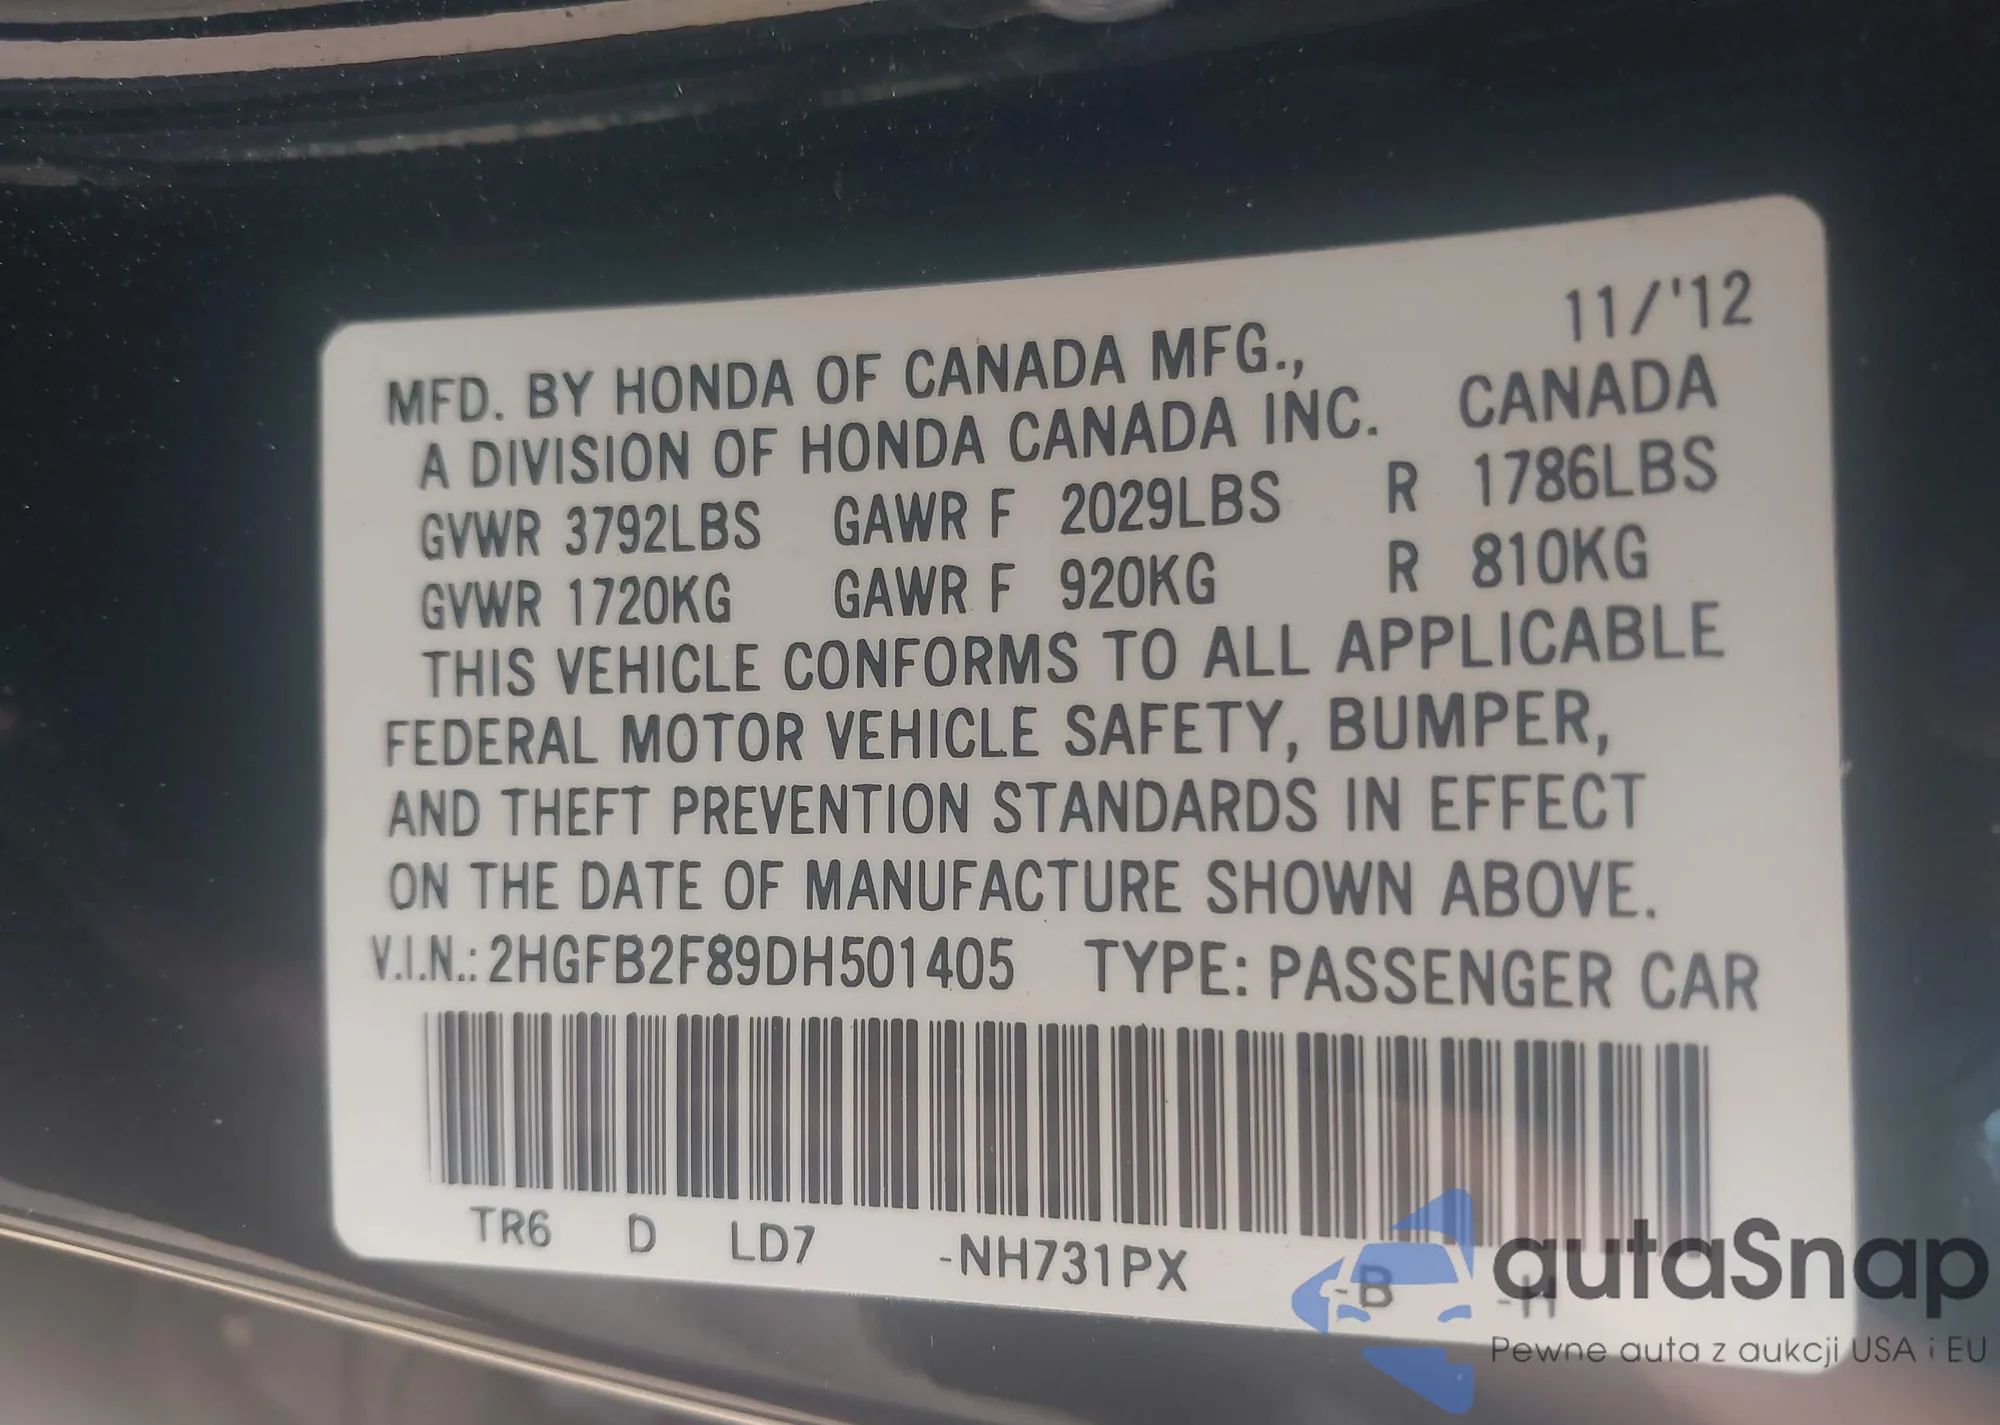 11/'12
MFD. BY HONDA OF CANADA MFG.,
A DIVISION OF HONDA CANADA INC. CANADA
GVWR 3792LBS GAWR F 2029LBS R 1786LBS
GVWR 1720KG GAWR F 920KG R 810KG
THIS VEHICLE CONFORMS TO ALL APPLICABLE
FEDERAL MOTOR VEHICLE SAFETY, BUMPER,
AND THEFT PREVENTION STANDARDS IN EFFECT
ON THE DATE OF MANUFACTURE SHOWN ABOVE.
V.I.N.: 2HGFB2F89DH501405 TYPE: PASSENGER CAR
TR6 D LD7 -NH731PX -B -H
autaSnap
Pewne auta z aukcji USA i EU